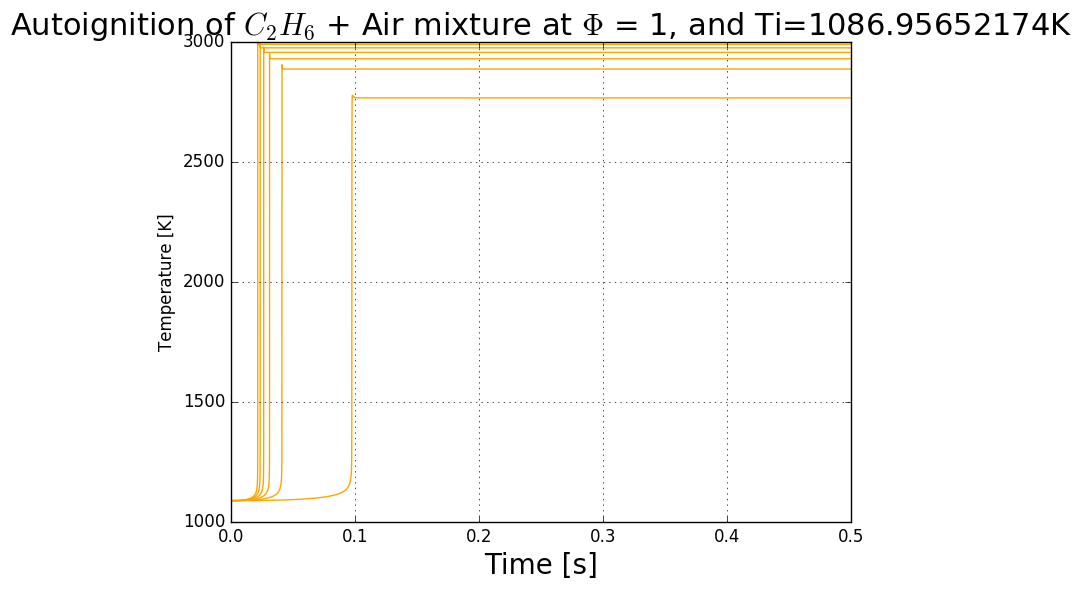 Autoignition of C₂H₆ + Air mixture at Φ = 1, and Ti=1086.95652174K
3000
2500
2000
1500
1000
Temperature [K]
0.0 0.1 0.2 0.3 0.4 0.5
Time [s]